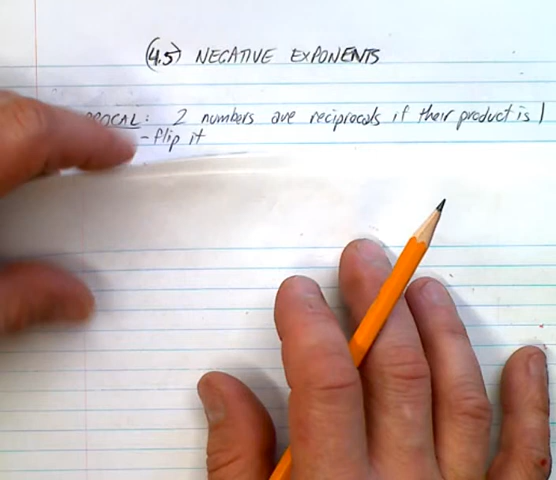 (4.5) NEGATIVE EXPONENTS
: 2 numbers are reciprocals if their product is 1
- flip it